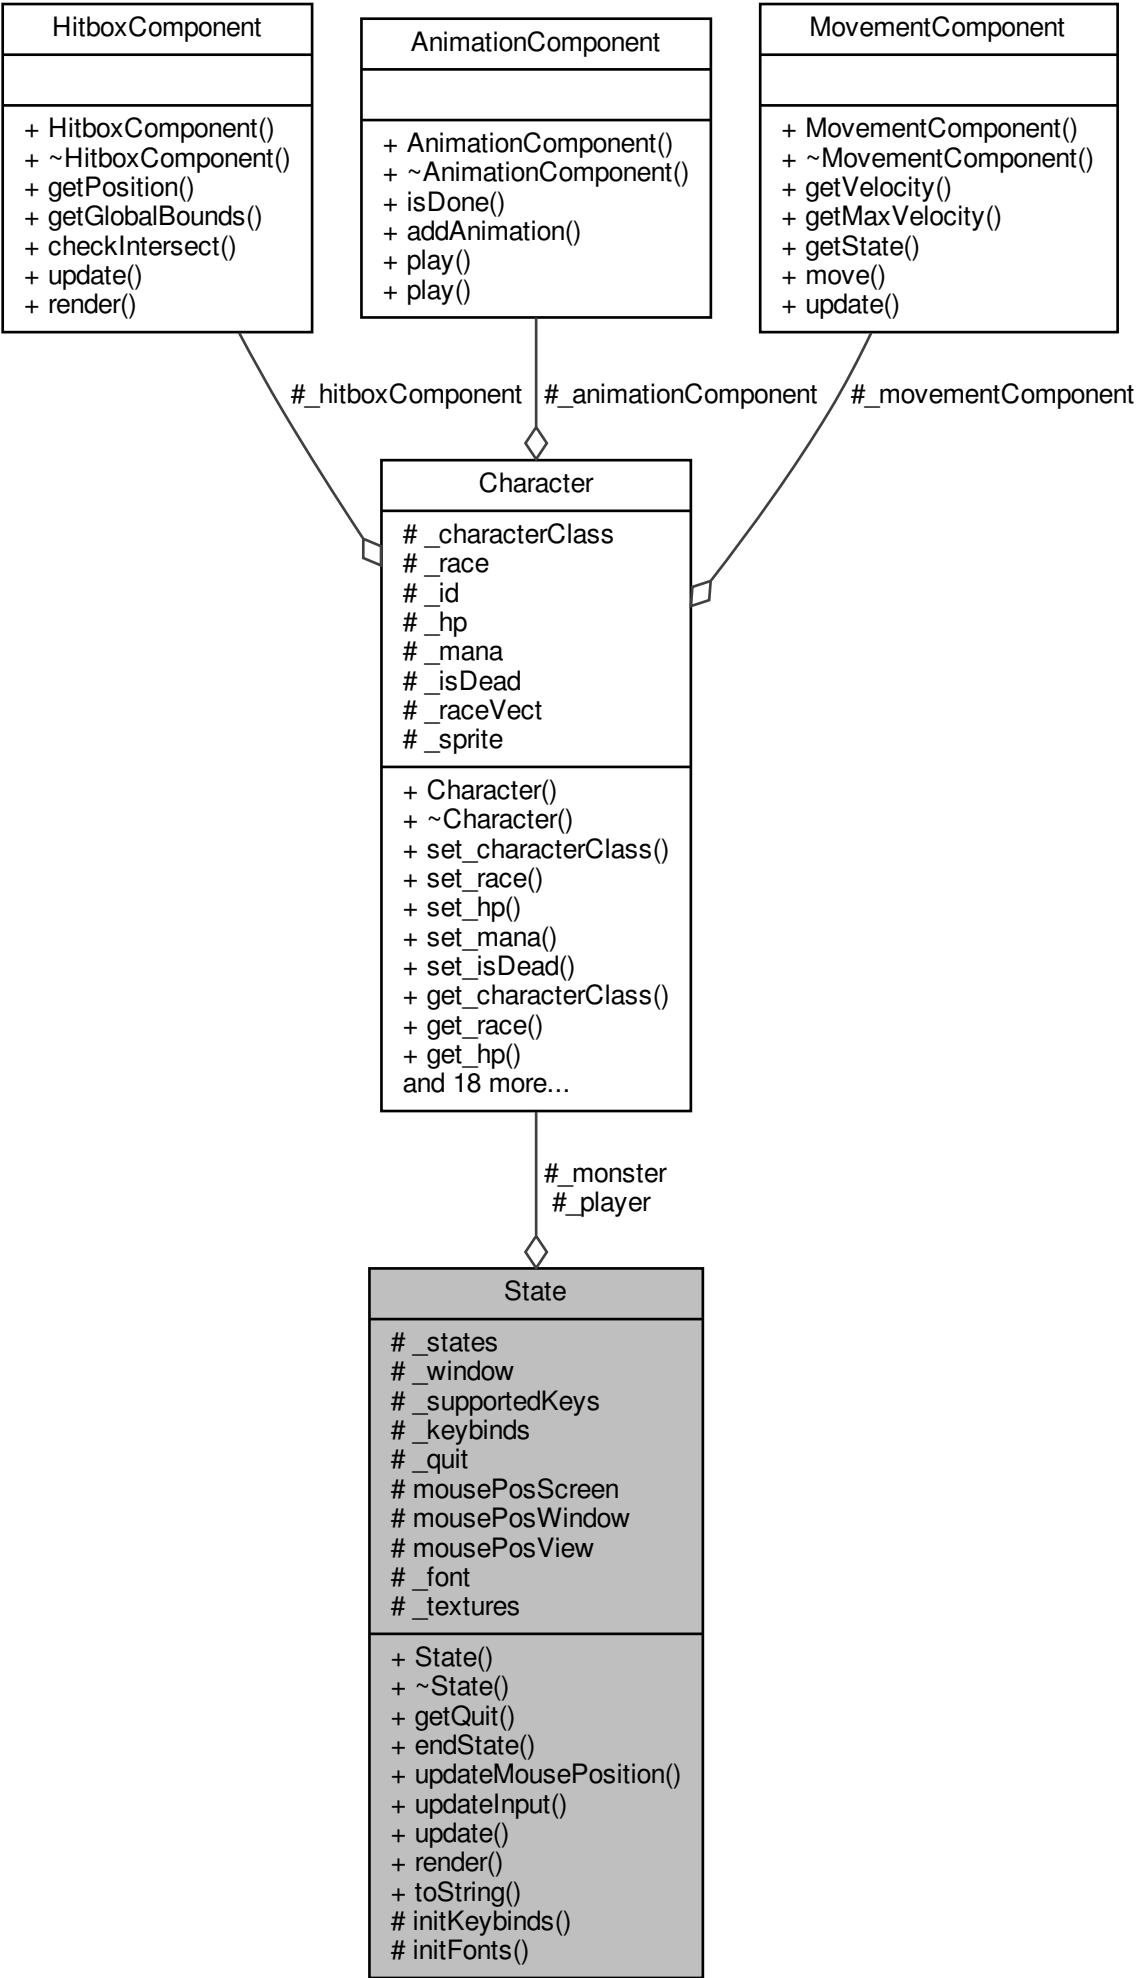 HitboxComponent
+ HitboxComponent()
+ ~HitboxComponent()
+ getPosition()
+ getGlobalBounds()
+ checkIntersect()
+ update()
+ render()
AnimationComponent
+ AnimationComponent()
+ ~AnimationComponent()
+ isDone()
+ addAnimation()
+ play()
+ play()
MovementComponent
+ MovementComponent()
+ ~MovementComponent()
+ getVelocity()
+ getMaxVelocity()
+ getState()
+ move()
+ update()
#_hitboxComponent
#_animationComponent
#_movementComponent
Character
# _characterClass
# _race
# _id
# _hp
# _mana
# _isDead
# _raceVect
# _sprite
+ Character()
+ ~Character()
+ set_characterClass()
+ set_race()
+ set_hp()
+ set_mana()
+ set_isDead()
+ get_characterClass()
+ get_race()
+ get_hp()
and 18 more...
#_monster
#_player
State
# _states
# _window
# _supportedKeys
# _keybinds
# _quit
# mousePosScreen
# mousePosWindow
# mousePosView
# _font
# _textures
+ State()
+ ~State()
+ getQuit()
+ endState()
+ updateMousePosition()
+ updateInput()
+ update()
+ render()
+ toString()
# initKeybinds()
# initFonts()